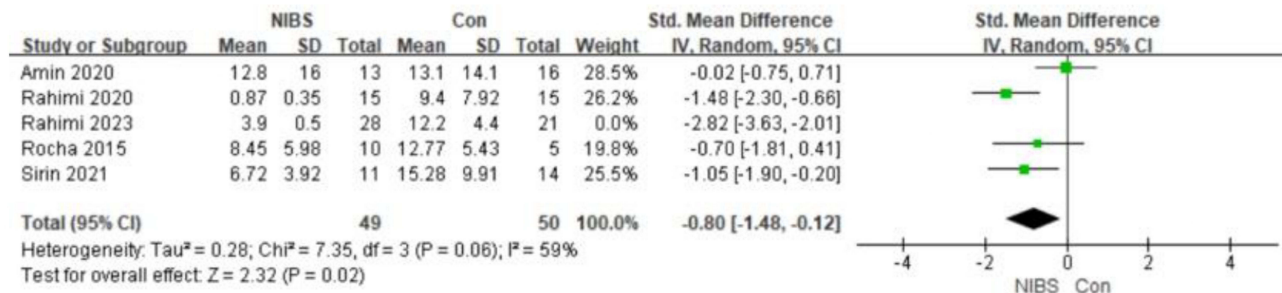 NIBS Con Std. Mean Difference Std. Mean Difference
Study or Subgroup Mean SD Total Mean SD Total Weight IV, Random, 95% CI IV, Random, 95% CI
Amin 2020 12.8 16 13 13.1 14.1 16 28.5% -0.02 [-0.75, 0.71]
Rahimi 2020 0.87 0.35 15 9.4 7.92 15 26.2% -1.48 [-2.30, -0.66]
Rahimi 2023 3.9 0.5 28 12.2 4.4 21 0.0% -2.82 [-3.63, -2.01]
Rocha 2015 8.45 5.98 10 12.77 5.43 5 19.8% -0.70 [-1.81, 0.41]
Sirin 2021 6.72 3.92 11 15.28 9.91 14 25.5% -1.05 [-1.90, -0.20]
Total (95% CI) 49 50 100.0% -0.80 [-1.48, -0.12]
Heterogeneity: Tau² = 0.28; Chi² = 7.35, df = 3 (P = 0.06); I² = 59%
Test for overall effect: Z = 2.32 (P = 0.02)
-4 -2 0 2 4
NIBS Con